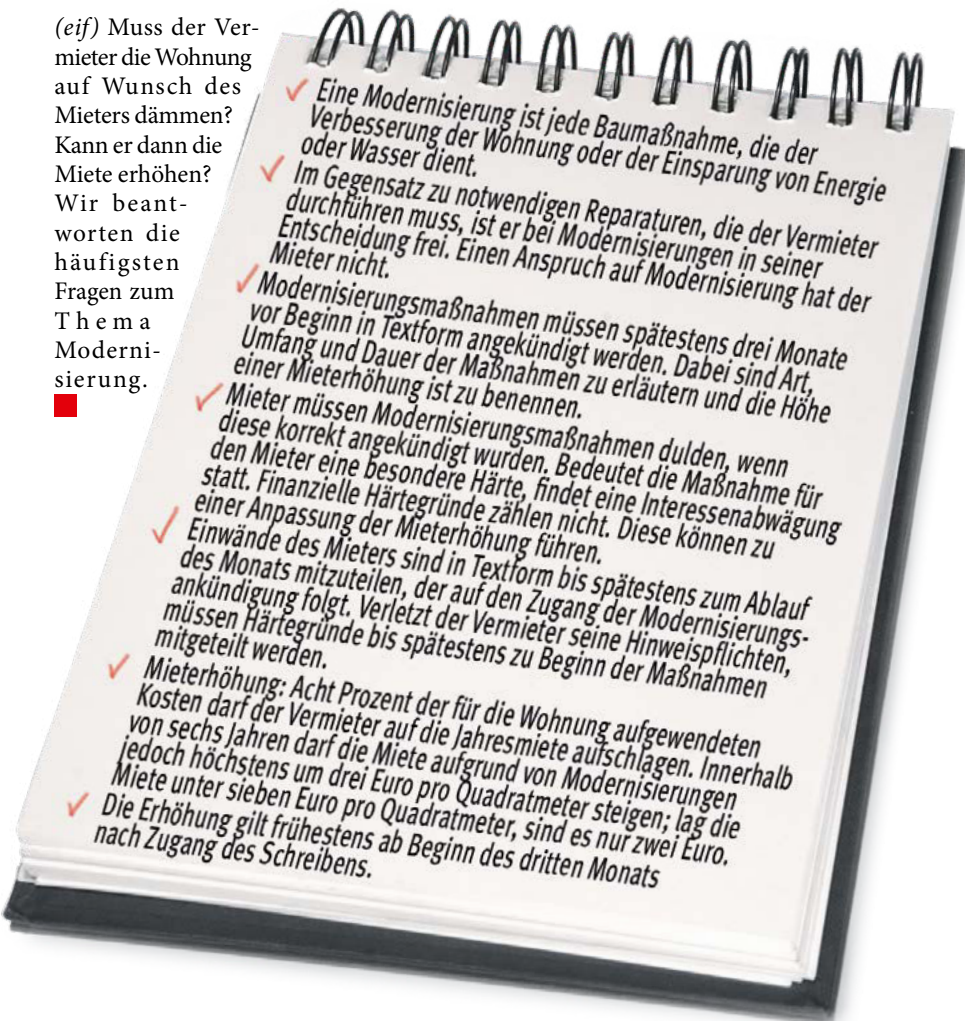 (eif) Muss der Ver-
mieter die Wohnung
auf Wunsch des
Mieters dämmen?
Kann er dann die
Miete erhöhen?
Wir beant-
worten die
häufigsten
Fragen zum
Thema
Moderni-
sierung.
Eine Modernisierung ist jede Baumaßnahme, die der
Verbesserung der Wohnung oder der Einsparung von Energie
oder Wasser dient.
Im Gegensatz zu notwendigen Reparaturen, die der Vermieter
durchführen muss, ist er bei Modernisierungen in seiner
Entscheidung frei. Einen Anspruch auf Modernisierung hat der
Mieter nicht.
Modernisierungsmaßnahmen müssen spätestens drei Monate
vor Beginn in Textform angekündigt werden. Dabei sind Art,
Umfang und Dauer der Maßnahmen zu erläutern und die Höhe
einer Mieterhöhung ist zu benennen.
Mieter müssen Modernisierungsmaßnahmen dulden, wenn
diese korrekt angekündigt wurden. Bedeutet die Maßnahme für
den Mieter eine besondere Härte, findet eine Interessenabwägung
statt. Finanzielle Härtegründe zählen nicht. Diese können zu
einer Anpassung der Mieterhöhung führen.
Einwände des Mieters sind in Textform bis spätestens zum Ablauf
des Monats mitzuteilen, der auf den Zugang der Modernisierungs-
ankündigung folgt. Verletzt der Vermieter seine Hinweispflichten,
müssen Härtegründe bis spätestens zu Beginn der Maßnahmen
mitgeteilt werden.
Mieterhöhung: Acht Prozent der für die Wohnung aufgewendeten
Kosten darf der Vermieter auf die Jahresmiete aufschlagen. Innerhalb
von sechs Jahren darf die Miete aufgrund von Modernisierungen
jedoch höchstens um drei Euro pro Quadratmeter steigen; lag die
Miete unter sieben Euro pro Quadratmeter, sind es nur zwei Euro.
Die Erhöhung gilt frühestens ab Beginn des dritten Monats
nach Zugang des Schreibens.